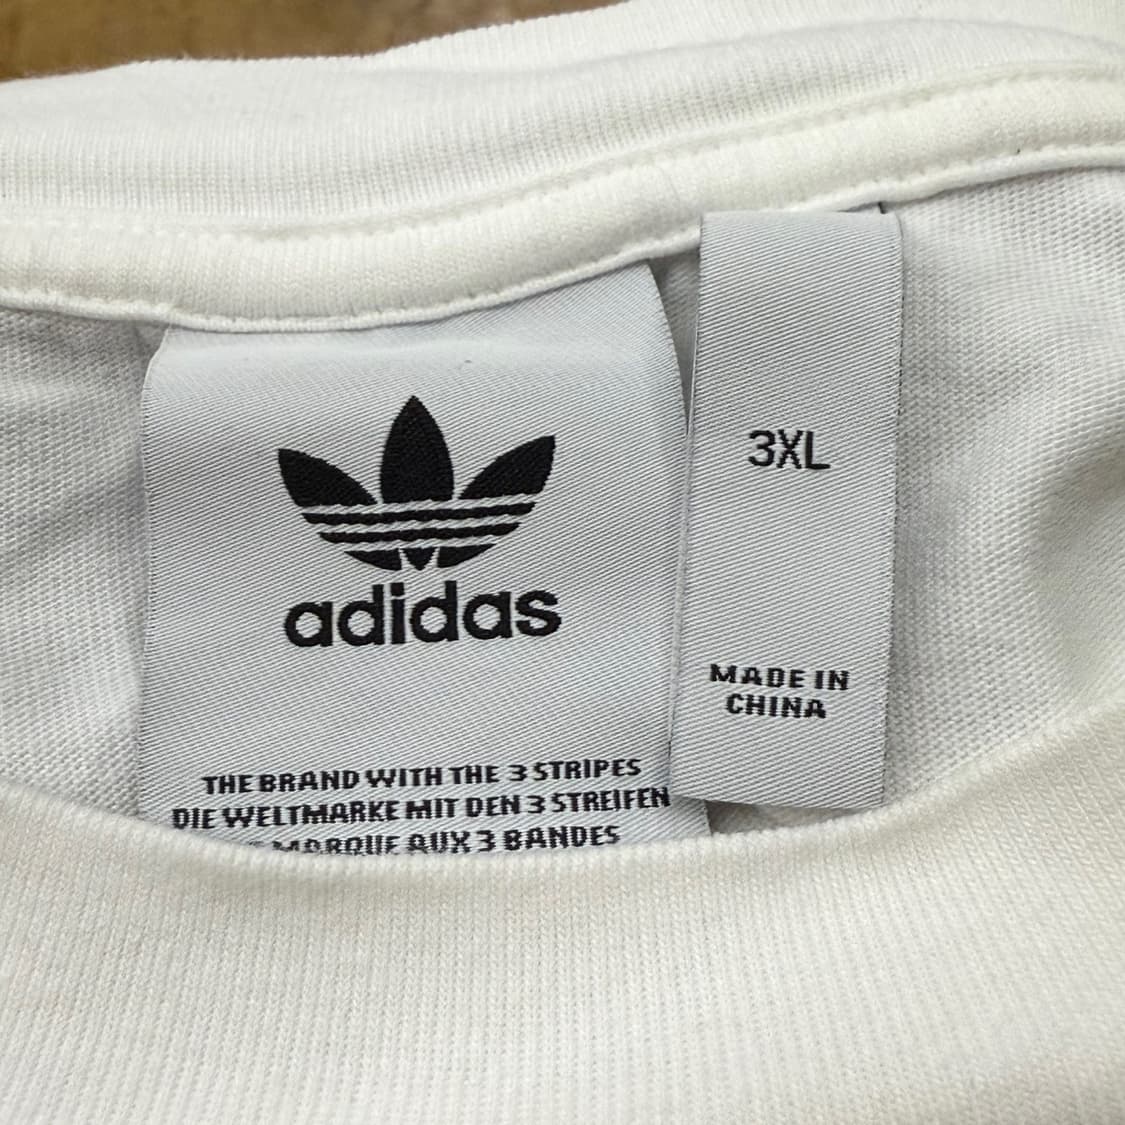 adidas
THE BRAND WITH THE 3 STRIPES
DIE WELTMARKE MIT DEN 3 STREIFEN
MARQUE AUX 3 BANDES
3XL
MADE IN
CHINA